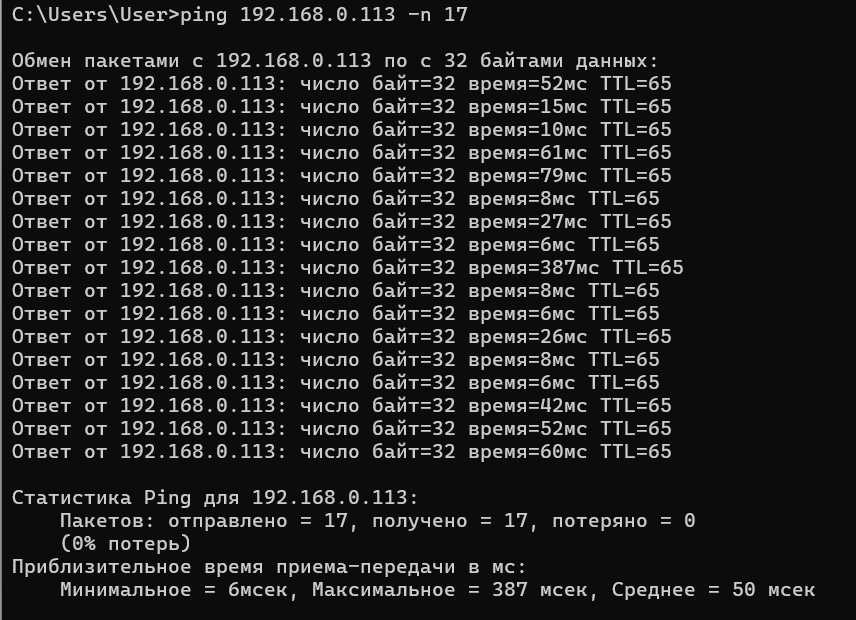 C:\Users\User>ping 192.168.0.113 -n 17
Обмен пакетами с 192.168.0.113 по с 32 байтами данных:
Ответ от 192.168.0.113: число байт=32 время=52мс TTL=65
Ответ от 192.168.0.113: число байт=32 время=15мс TTL=65
Ответ от 192.168.0.113: число байт=32 время=10мс TTL=65
Ответ от 192.168.0.113: число байт=32 время=61мс TTL=65
Ответ от 192.168.0.113: число байт=32 время=79мс TTL=65
Ответ от 192.168.0.113: число байт=32 время=8мс TTL=65
Ответ от 192.168.0.113: число байт=32 время=27мс TTL=65
Ответ от 192.168.0.113: число байт=32 время=6мс TTL=65
Ответ от 192.168.0.113: число байт=32 время=387мс TTL=65
Ответ от 192.168.0.113: число байт=32 время=8мс TTL=65
Ответ от 192.168.0.113: число байт=32 время=6мс TTL=65
Ответ от 192.168.0.113: число байт=32 время=26мс TTL=65
Ответ от 192.168.0.113: число байт=32 время=8мс TTL=65
Ответ от 192.168.0.113: число байт=32 время=6мс TTL=65
Ответ от 192.168.0.113: число байт=32 время=42мс TTL=65
Ответ от 192.168.0.113: число байт=32 время=52мс TTL=65
Ответ от 192.168.0.113: число байт=32 время=60мс TTL=65
Статистика Ping для 192.168.0.113:
Пакетов: отправлено = 17, получено = 17, потеряно = 0
(0% потерь)
Приблизительное время приема-передачи в мс:
Минимальное = 6мсек, Максимальное = 387 мсек, Среднее = 50 мсек